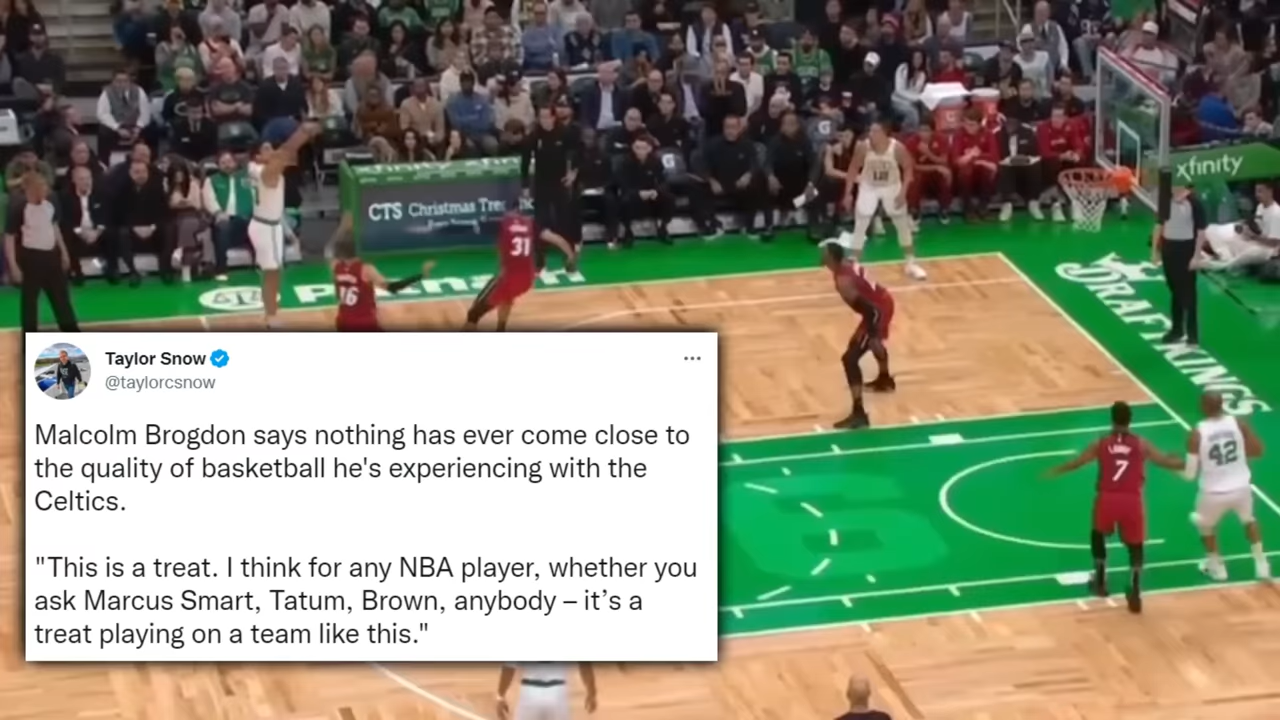 CTS Christmas Tree
xfinity
DRAFTKINGS
31
16
12
7
42
Taylor Snow
@taylorcsnow
Malcolm Brogdon says nothing has ever come close to
the quality of basketball he's experiencing with the
Celtics.
"This is a treat. I think for any NBA player, whether you
ask Marcus Smart, Tatum, Brown, anybody – it’s a
treat playing on a team like this."